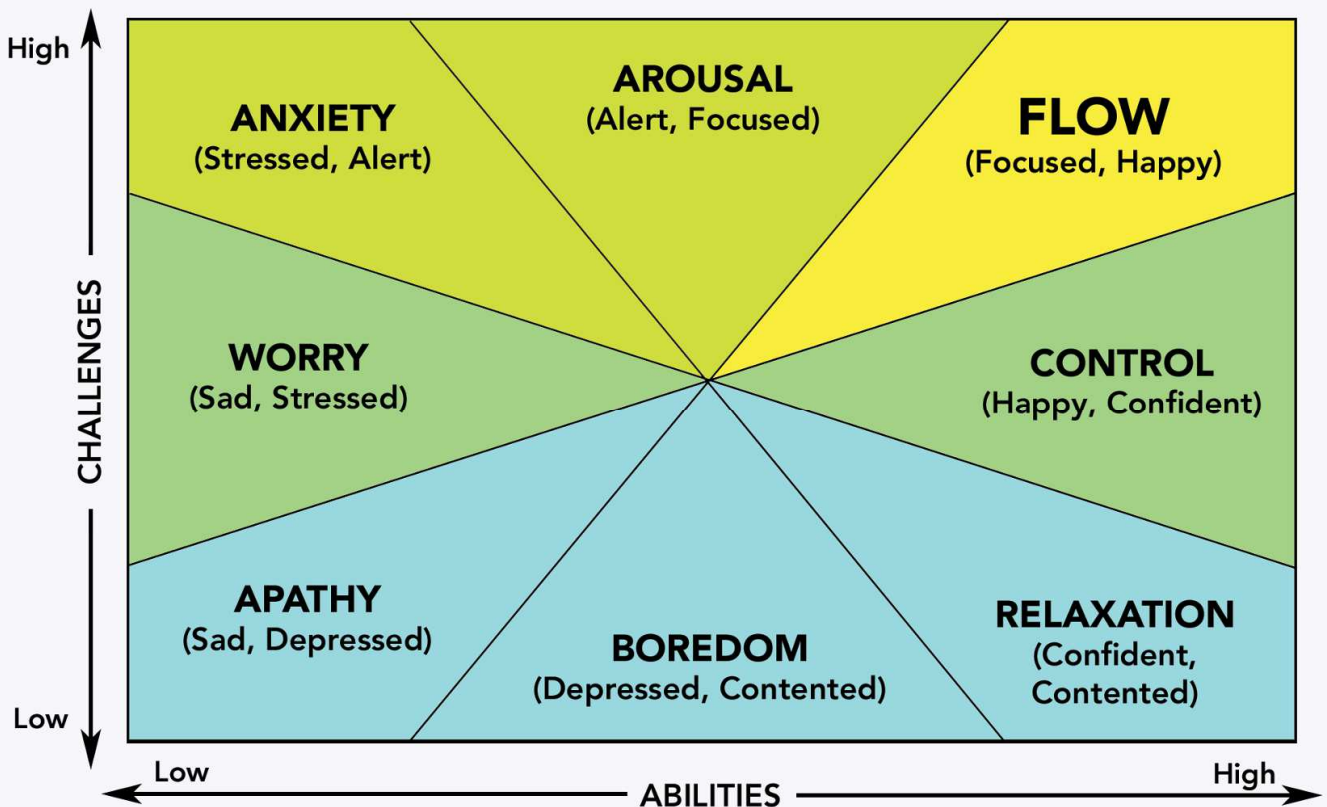 High
AROUSAL
(Alert, Focused)
ANXIETY
(Stressed, Alert)
FLOW
(Focused, Happy)
CHALLENGES
WORRY
(Sad, Stressed)
CONTROL
(Happy, Confident)
APATHY
(Sad, Depressed)
BOREDOM
(Depressed, Contented)
RELAXATION
(Confident,
Contented)
Low
Low
ABILITIES
High